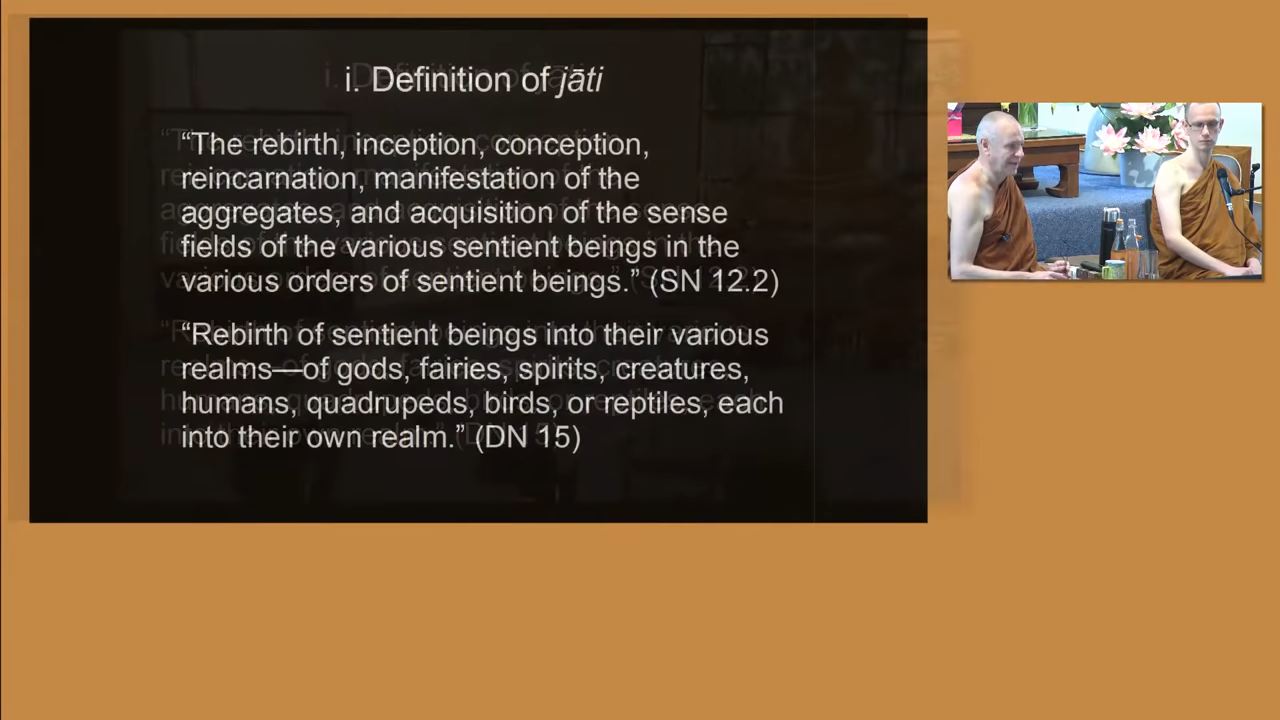 i. Definition of jāti
“The rebirth, inception, conception,
reincarnation, manifestation of the
aggregates, and acquisition of the sense
fields of the various sentient beings in the
various orders of sentient beings.” (SN 12.2)
“Rebirth of sentient beings into their various
realms—of gods, fairies, spirits, creatures,
humans, quadrupeds, birds, or reptiles, each
into their own realm.” (DN 15)